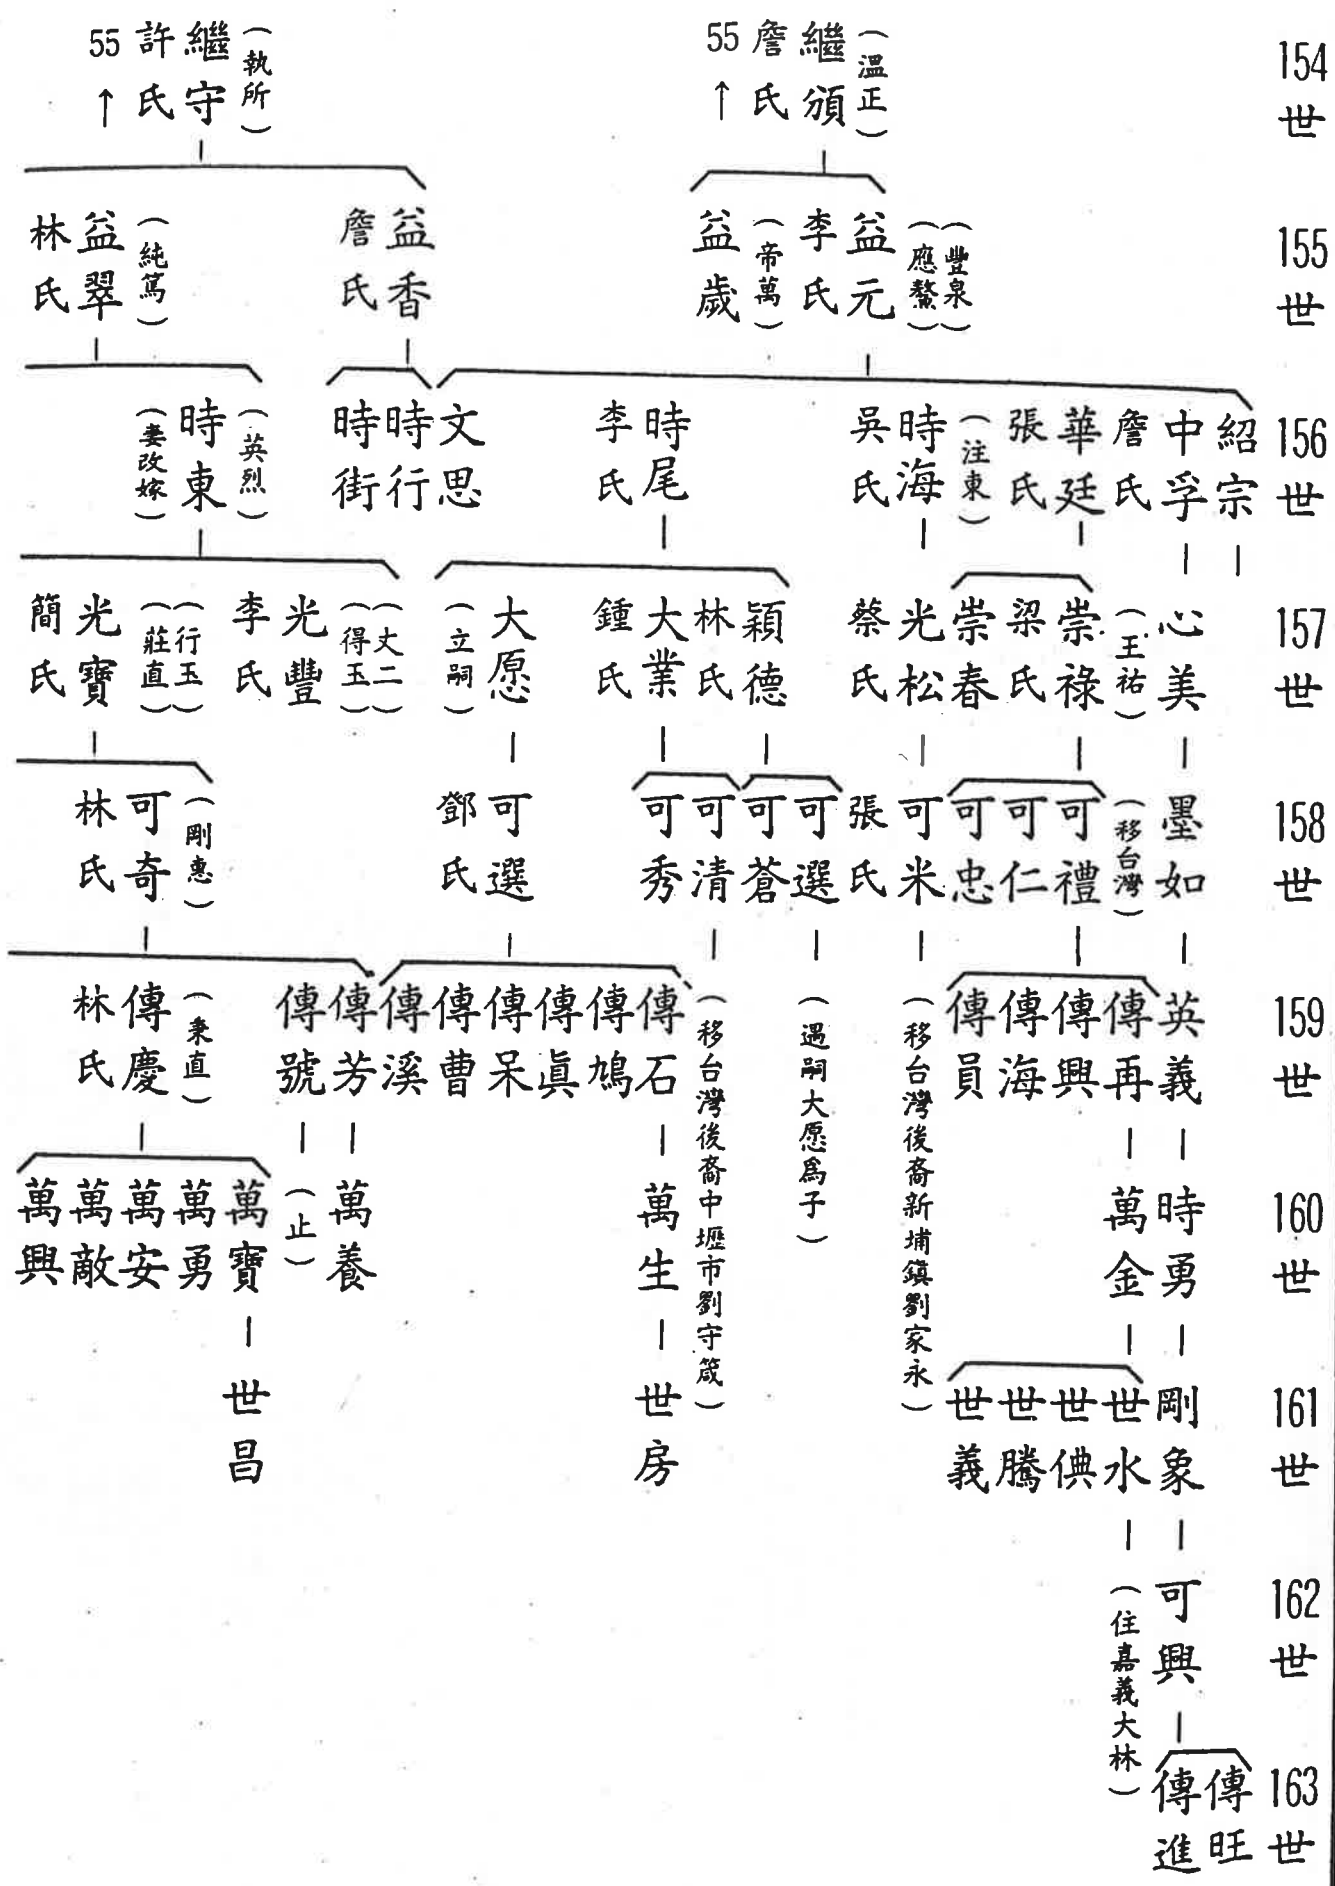 154世
繼頒
(溫正)
詹氏
55
繼守
(執所)
許氏
55
155世
益元
(豐泉)
(應鰲)
李氏
益歲
(帝萬)
益香
詹氏
益翠
(純篤)
林氏
156世
紹宗
中孚
詹氏
華廷
張氏
時海
(注東)
吳氏
時尾
李氏
文思
時行
時街
時東
(英烈)
(妻改嫁)
157世
心美
崇祿
(王祐)
梁氏
崇春
光松
蔡氏
穎德
林氏
大業
鍾氏
大愿
(立嗣)
光豐
(丈二)
(得玉)
李氏
光寶
(行玉)
(莊直)
簡氏
158世
墨如
可禮
(移台灣)
可仁
可忠
可米
張氏
可選
可蒼
可清
可秀
可選
鄧氏
可奇
(剛惠)
林氏
159世
英義
傳再
傳興
傳海
傳員
(移台灣後裔新埔鎮劉家永)
(過嗣大愿為子)
(移台灣後裔中壢市劉守箴)
傳石
傳鳩
傳真
傳呆
傳曹
傳溪
傳芳
傳號
傳慶
(秉直)
林氏
160世
時勇
萬金
萬生
萬養
(止)
萬寶
萬勇
萬安
萬敵
萬興
161世
剛象
世水
世倎
世騰
世義
世房
世昌
162世
可興
(住嘉義大林)
163世
傳旺
傳進